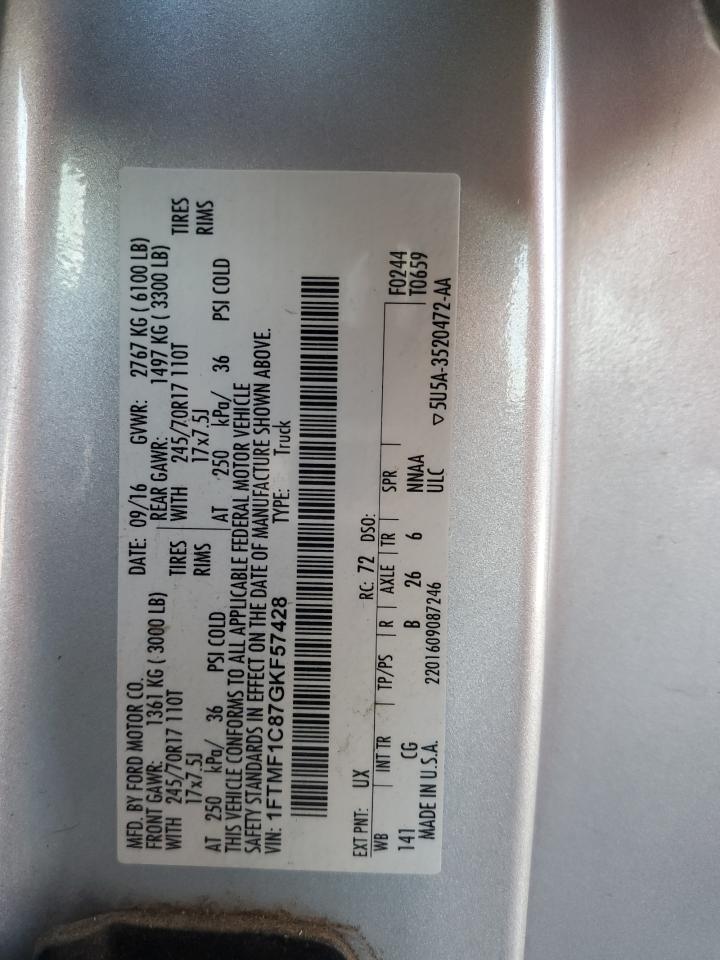 MFD. BY FORD MOTOR CO.
DATE: 09/16 GVWR: 2767 KG ( 6100 LB)
FRONT GAWR: 1361 KG ( 3000 LB) REAR GAWR: 1497 KG ( 3300 LB)
WITH 245/70R17 110T TIRES WITH 245/70R17 110T TIRES
17x7.5J RIMS 17x7.5J RIMS
AT 250 kPa/ 36 PSI COLD AT 250 kPa/ 36 PSI COLD
THIS VEHICLE CONFORMS TO ALL APPLICABLE FEDERAL MOTOR VEHICLE
SAFETY STANDARDS IN EFFECT ON THE DATE OF MANUFACTURE SHOWN ABOVE.
VIN: 1FTMF1C87GKF57428 TYPE: Truck
EXT PNT: UX RC: 72 DSO:
WB INT TR TP/PS R AXLE TR SPR F0244
141 CG B 26 6 NNAA T0659
ULC
MADE IN U.S.A. 2201609087246 ▽5U5A-3520472-AA